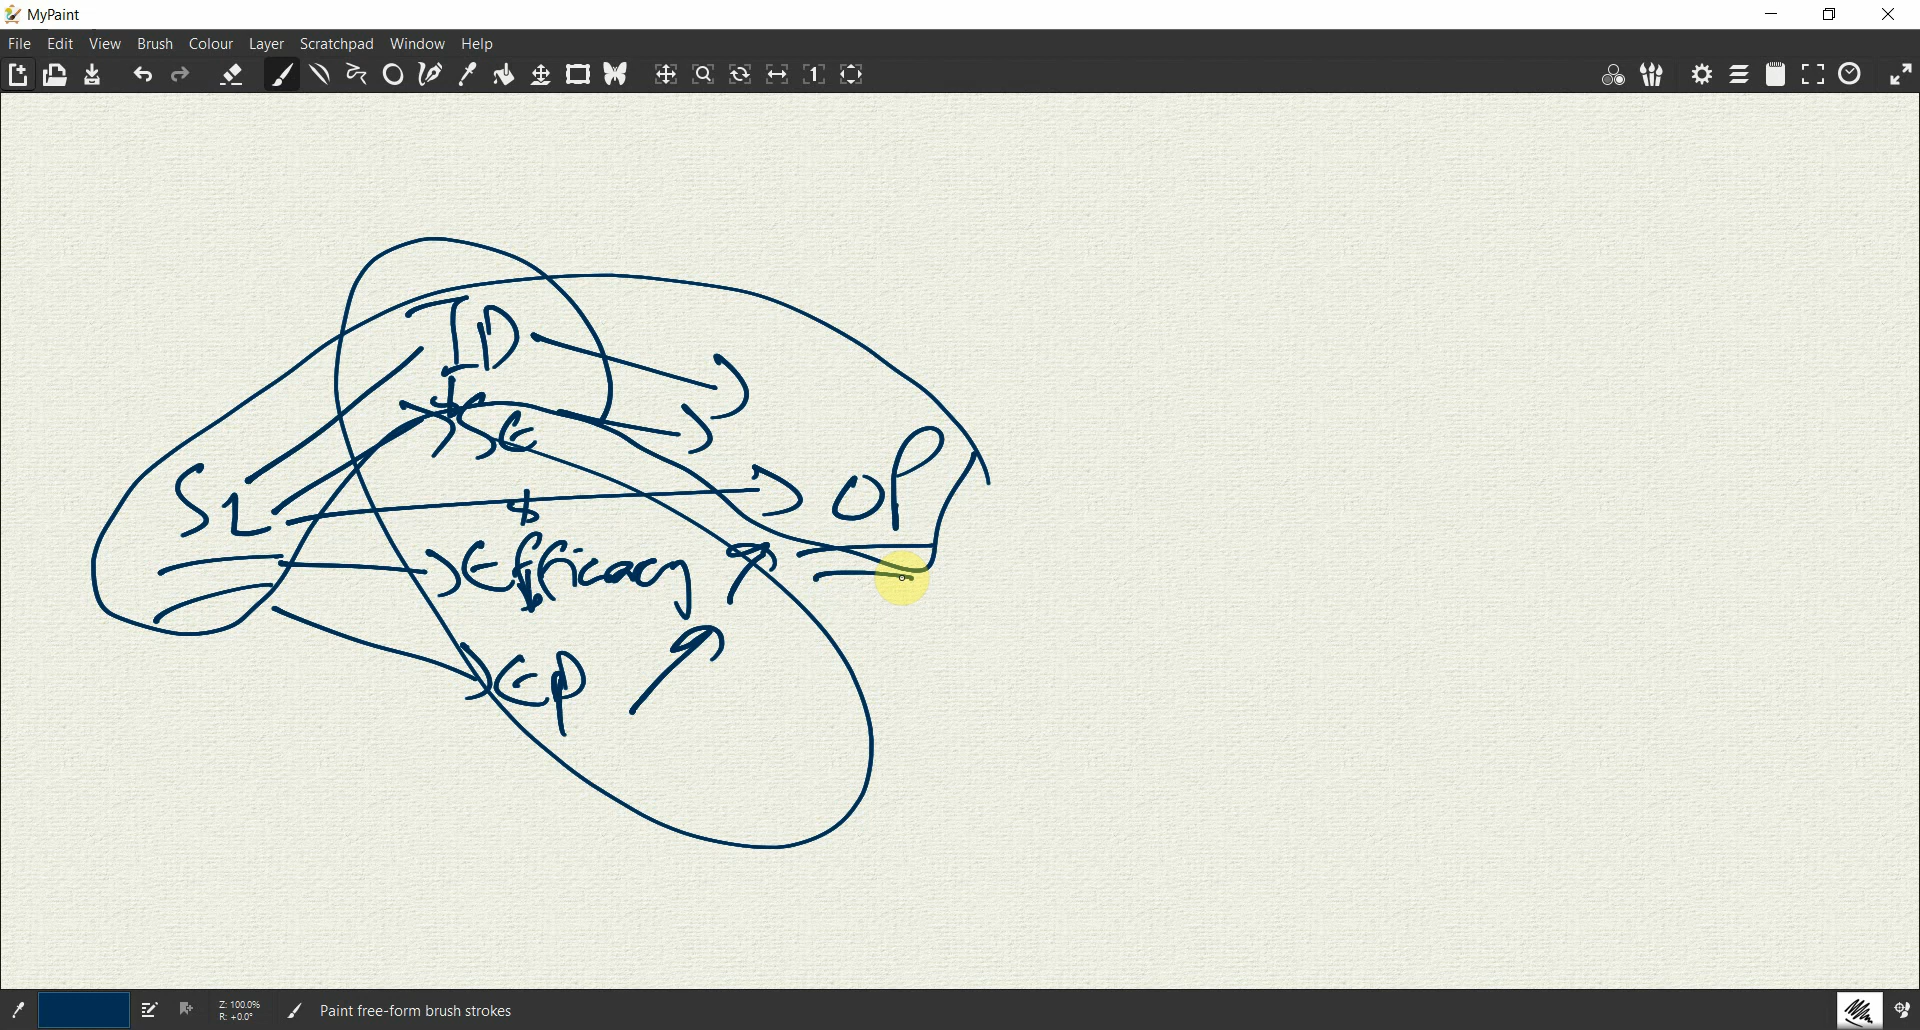 MyPaint
File Edit View Brush Colour Layer Scratchpad Window Help
ID
SE
SL
OP
Efficacy
EP
Z: 100.0%
R: +0.0°
Paint free-form brush strokes